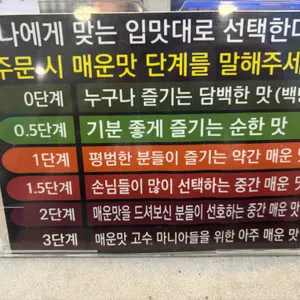 나에게 맞는 입맛대로 선택한다
주문시 매운맛 단계를 말해주세
0단계 누구나 즐기는 담백한 맛 (백
0.5단계 기분 좋게 즐기는 순한 맛
1단계 평범한 분들이 즐기는 약간 매운
1.5단계 손님들이 많이 선택하는 중간 매운
2단계 매운맛을 드셔보신 분들이 선호하는 중간 매운
3단계 매운맛 고수 마니아들을 위한 아주 매운